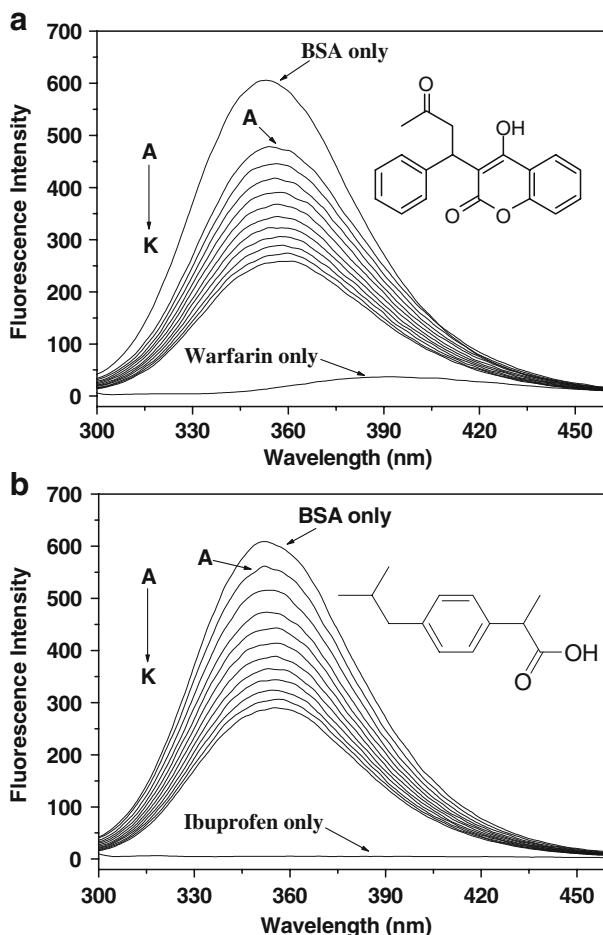 a
700
600
500
400
300
200
100
0
Fluorescence Intensity
BSA only
A
A
K
Warfarin only
O
OH
O
O
300 330 360 390 420 450
Wavelength (nm)
b
700
600
500
400
300
200
100
0
Fluorescence Intensity
BSA only
A
A
K
Ibuprofen only
OH
O
300 330 360 390 420 450
Wavelength (nm)